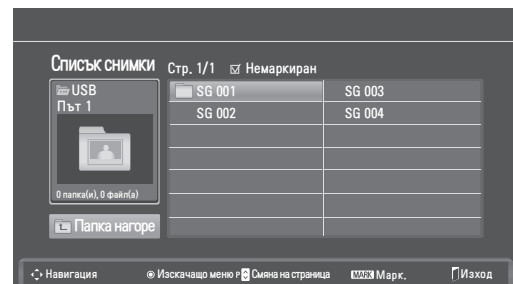 Списък снимки Стр. 1/1 Немаркиран
USB
Път 1
SG 001 SG 003
SG 002 SG 004
0 папка(и), 0 файл(а)
Папка нагоре
Навигация Изскачащо меню P Смяна на страница MARK Марк. Изход